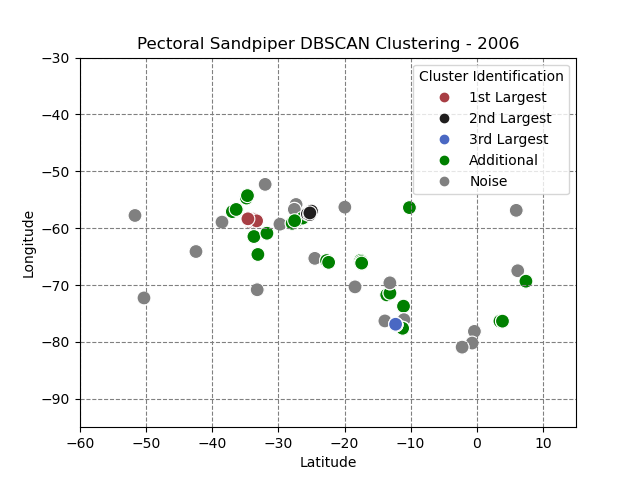 Pectoral Sandpiper DBSCAN Clustering - 2006
Cluster Identification
1st Largest
2nd Largest
3rd Largest
Additional
Noise
Longitude
−30
−40
−50
−60
−70
−80
−90
−60
−50
−40
−30
−20
−10
0
10
Latitude